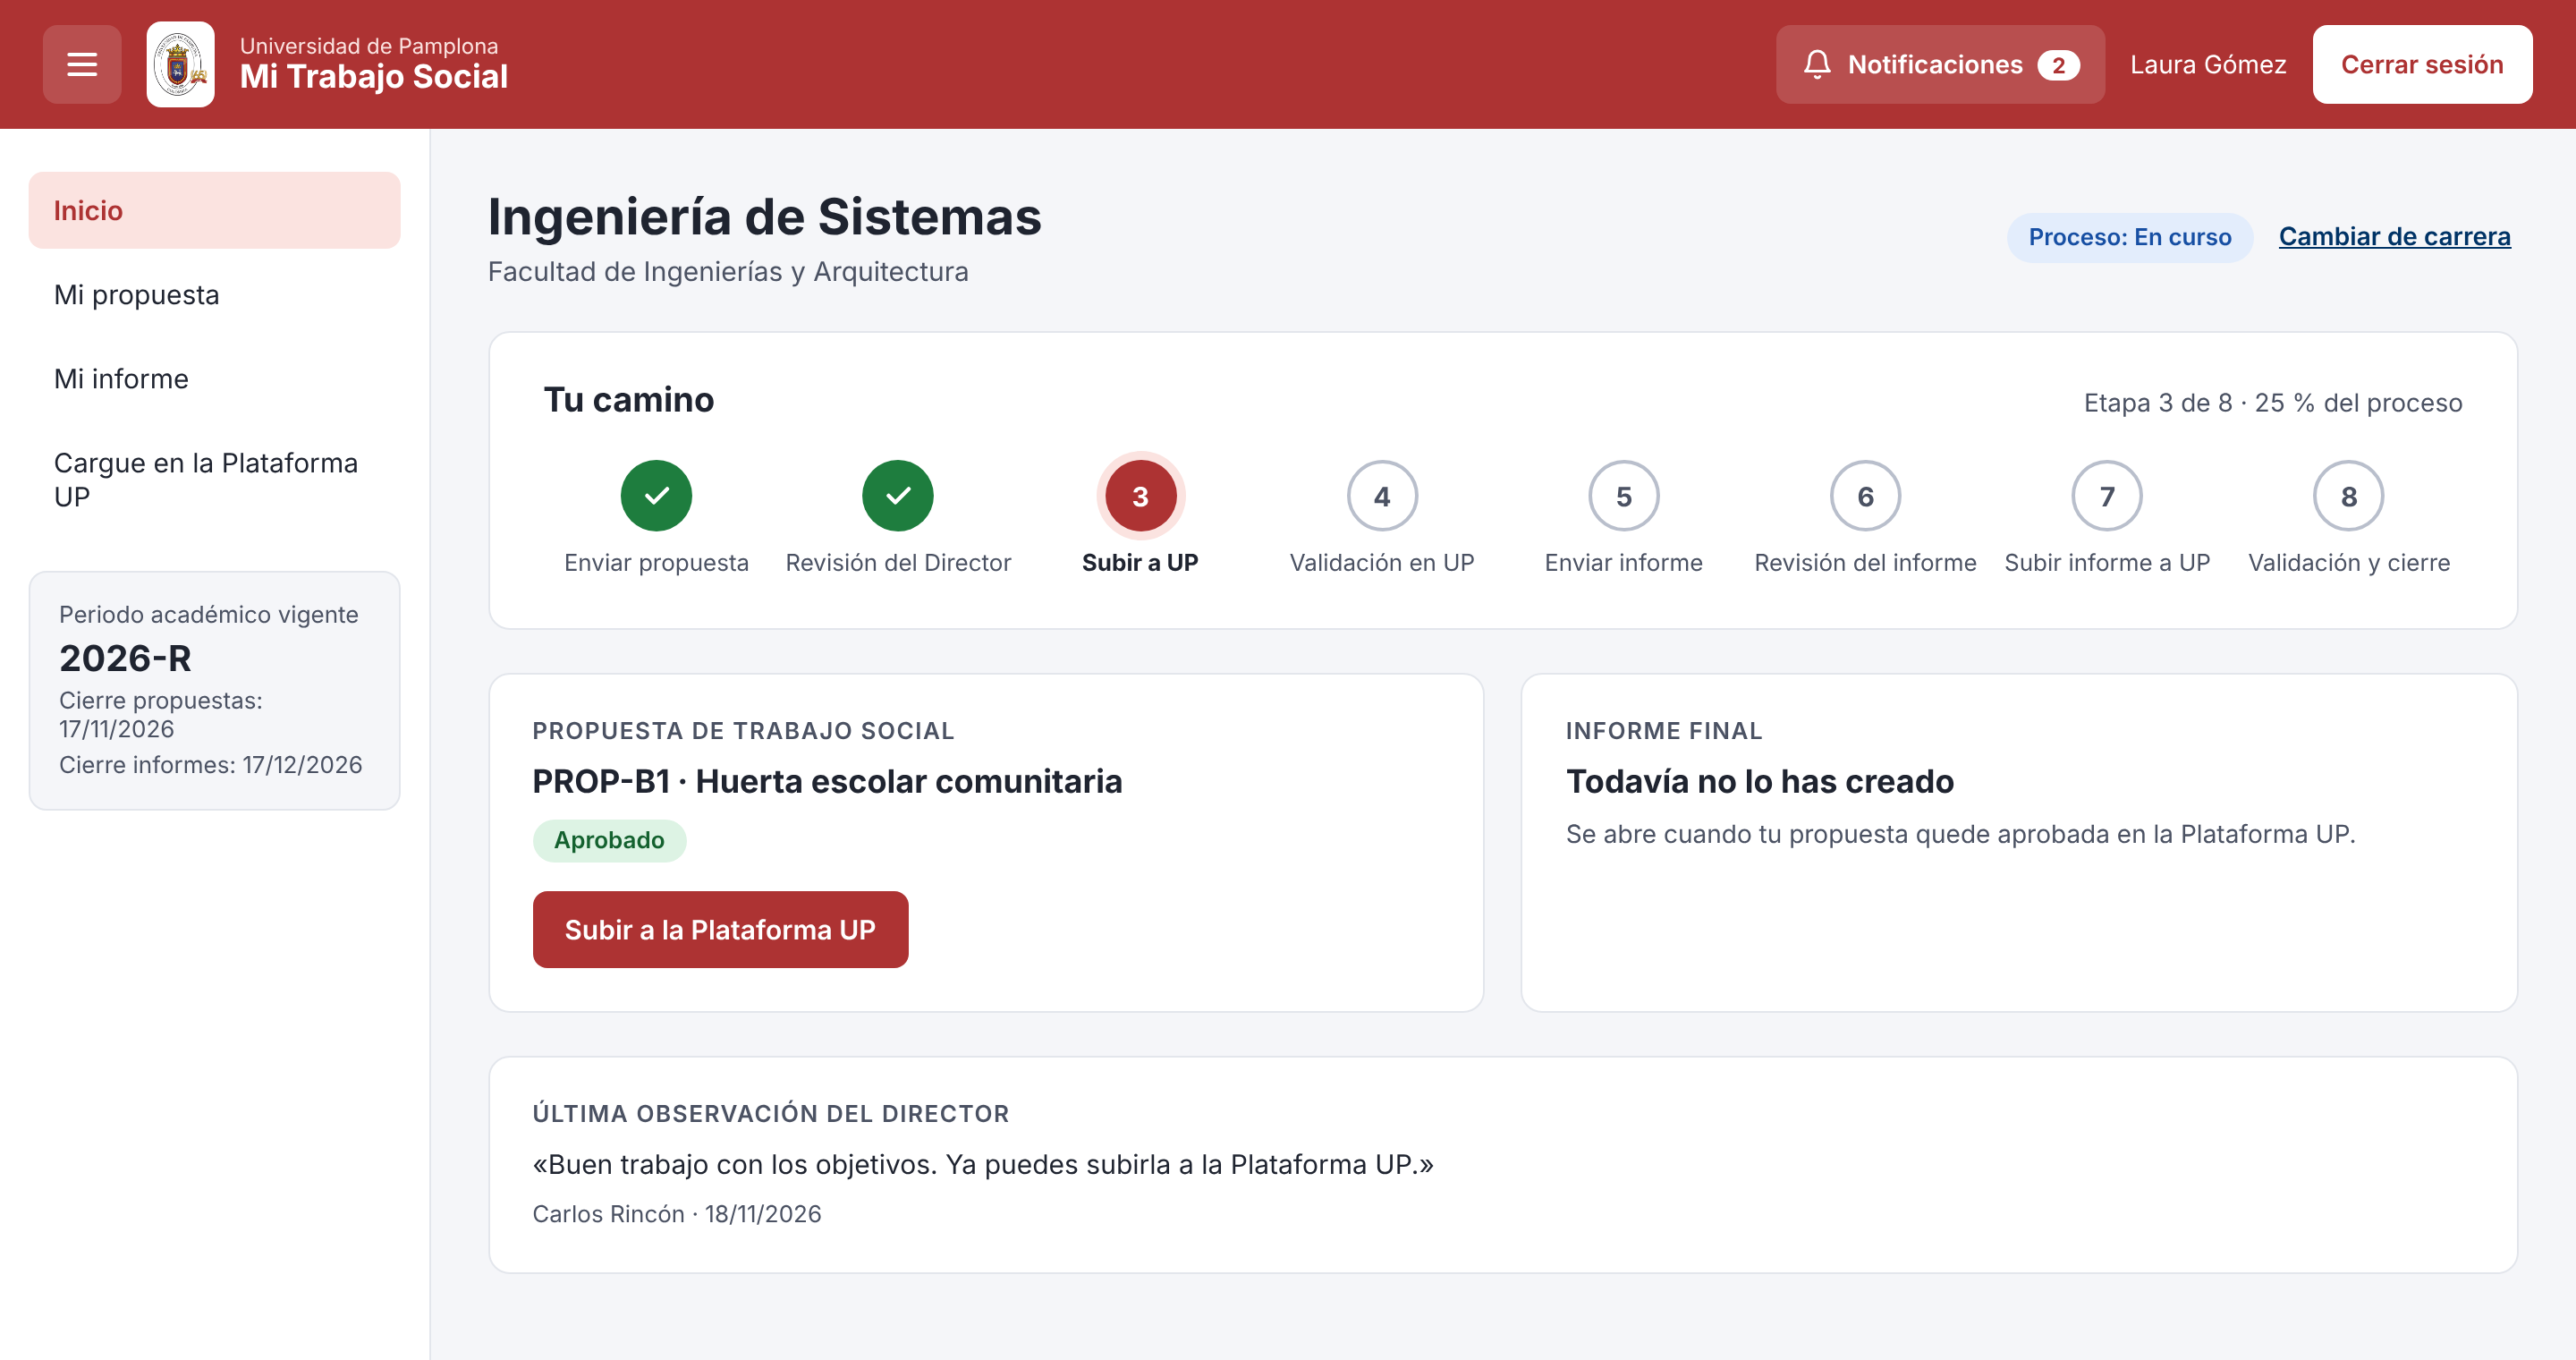 Universidad de Pamplona
Mi Trabajo Social
Notificaciones 2
Laura Gómez
Cerrar sesión
Inicio
Mi propuesta
Mi informe
Cargue en la Plataforma
UP
Periodo académico vigente
2026-R
Cierre propuestas:
17/11/2026
Cierre informes: 17/12/2026
Ingeniería de Sistemas
Facultad de Ingenierías y Arquitectura
Proceso: En curso
Cambiar de carrera
Tu camino
Etapa 3 de 8 · 25 % del proceso
Enviar propuesta
Revisión del Director
3
Subir a UP
4
Validación en UP
5
Enviar informe
6
Revisión del informe
7
Subir informe a UP
8
Validación y cierre
PROPUESTA DE TRABAJO SOCIAL
PROP-B1 · Huerta escolar comunitaria
Aprobado
Subir a la Plataforma UP
INFORME FINAL
Todavía no lo has creado
Se abre cuando tu propuesta quede aprobada en la Plataforma UP.
ÚLTIMA OBSERVACIÓN DEL DIRECTOR
«Buen trabajo con los objetivos. Ya puedes subirla a la Plataforma UP.»
Carlos Rincón · 18/11/2026